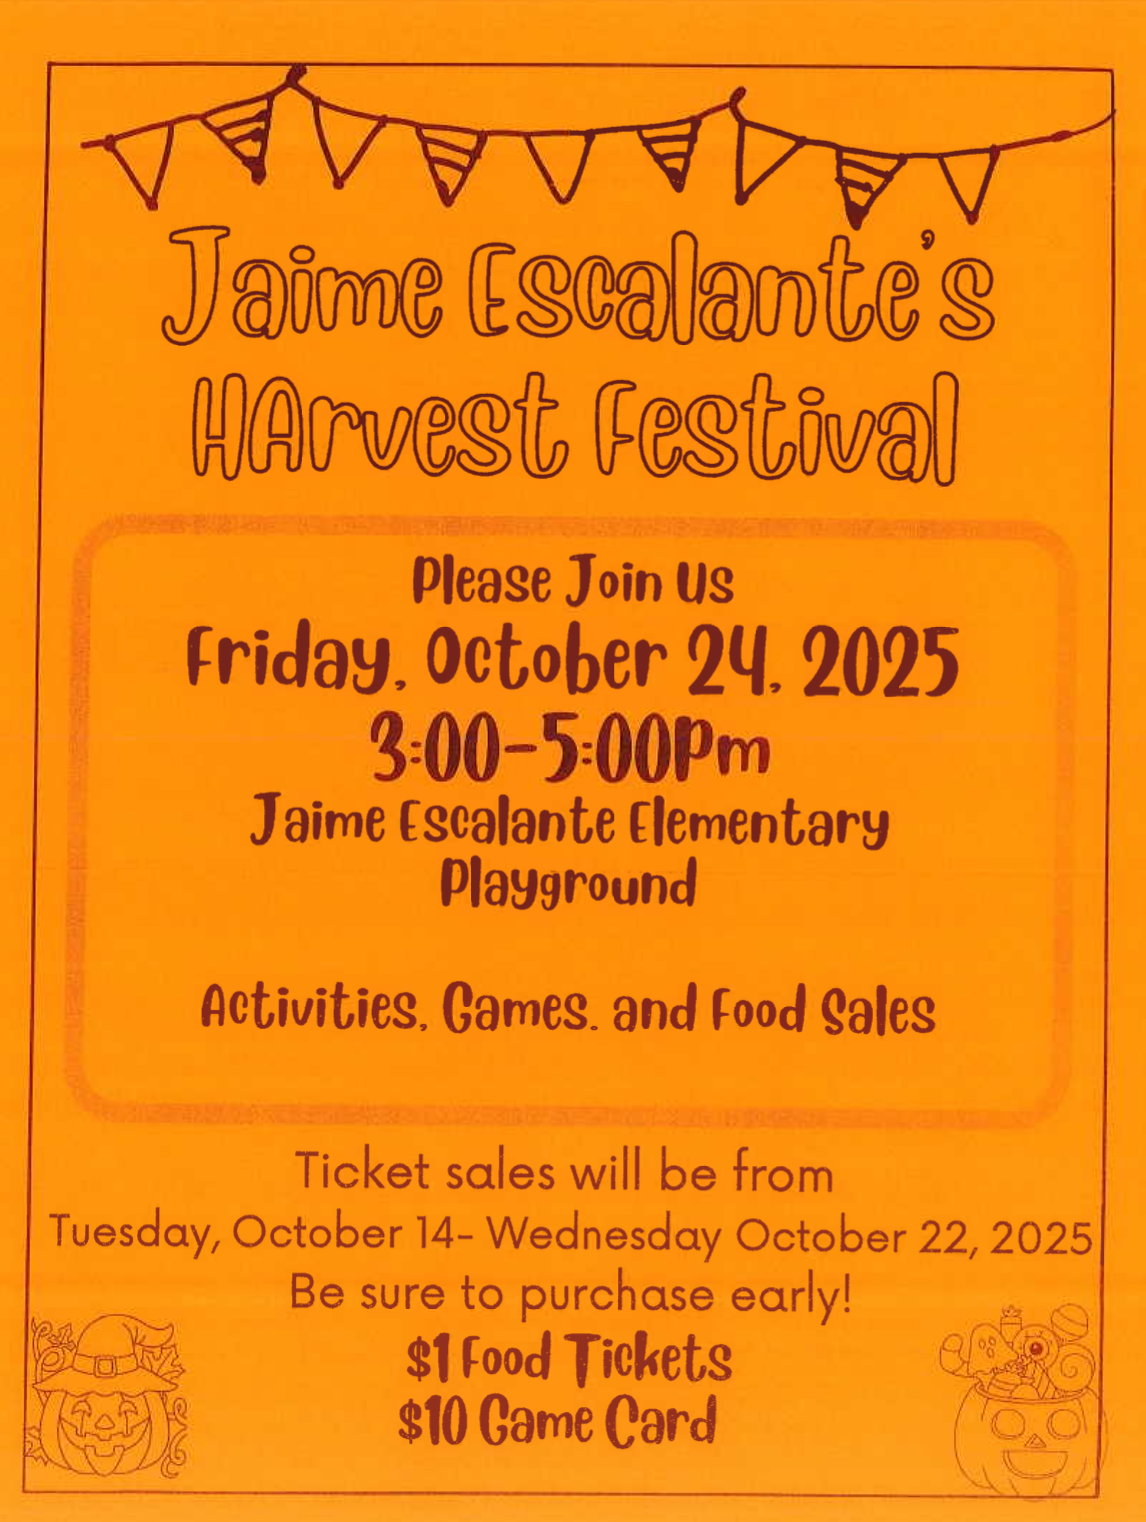 Jaime Escalante's
HArvest Festival
Please Join Us
Friday, October 24, 2025
3:00-5:00Pm
Jaime Escalante Elementary
Playground
Activities, Games, and Food Sales
Ticket sales will be from
Tuesday, October 14- Wednesday October 22, 2025
Be sure to purchase early!
$1 Food Tickets
$10 Game Card